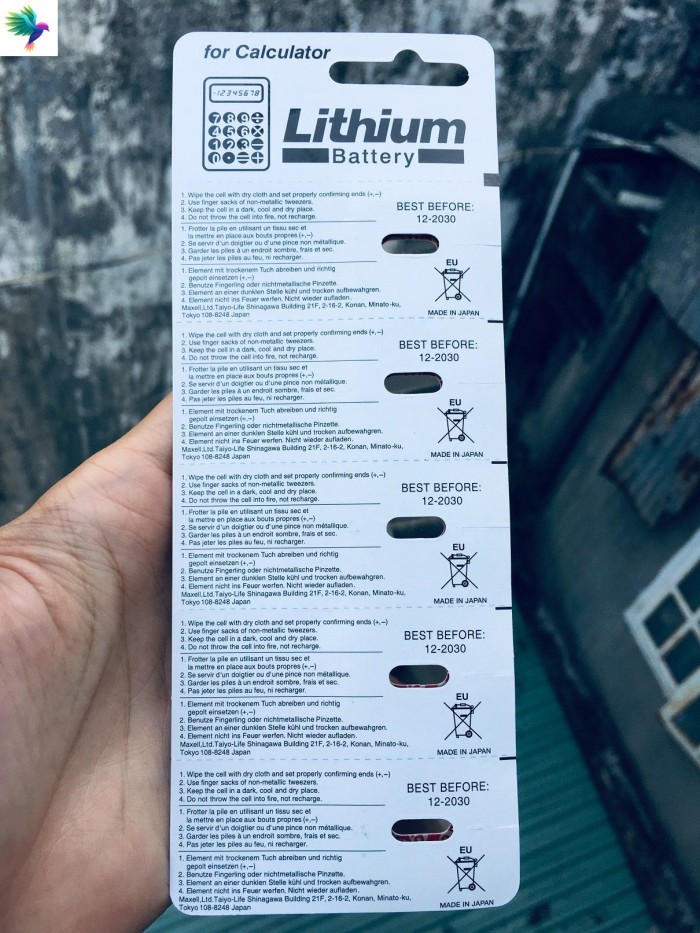 for Calculator
-12345678
7 8 9 ÷
4 5 6 ×
1 2 3 −
0 • = +
Lithium
Battery
1. Wipe the cell with dry cloth and set properly confirming ends (+,−)
2. Use finger sacks of non-metallic tweezers.
3. Keep the cell in a dark, cool and dry place.
4. Do not throw the cell into fire, not recharge.
1. Frotter la pile en utilisant un tissu sec et
la mettre en place aux bouts propres (+,−)
2. Se servir d'un doigtier ou d'une pince non métallique.
3. Garder les piles à un endroit sombre, frais et sec.
4. Pas jeter les piles au feu, ni recharger.
1. Element mit trockenem Tuch abreiben und richtig
gepolt einsetzen (+,−)
2. Benutze Fingerling oder nichtmetallische Pinzette.
3. Element an einer dunklen Stelle kühl und trocken aufbewahren.
4. Element nicht ins Feuer werfen. Nicht wieder aufladen.
Maxell,Ltd.Taiyo-Life Shinagawa Building 21F, 2-16-2, Konan, Minato-ku,
Tokyo 108-8248 Japan
BEST BEFORE:
12-2030
EU
MADE IN JAPAN
1. Wipe the cell with dry cloth and set properly confirming ends (+,−)
2. Use finger sacks of non-metallic tweezers.
3. Keep the cell in a dark, cool and dry place.
4. Do not throw the cell into fire, not recharge.
1. Frotter la pile en utilisant un tissu sec et
la mettre en place aux bouts propres (+,−)
2. Se servir d'un doigtier ou d'une pince non métallique.
3. Garder les piles à un endroit sombre, frais et sec.
4. Pas jeter les piles au feu, ni recharger.
1. Element mit trockenem Tuch abreiben und richtig
gepolt einsetzen (+,−)
2. Benutze Fingerling oder nichtmetallische Pinzette.
3. Element an einer dunklen Stelle kühl und trocken aufbewahrgen.
4. Element nicht ins Feuer werfen. Nicht wieder aufladen.
Maxell,Ltd.Taiyo-Life Shinagawa Building 21F, 2-16-2, Konan, Minato-ku,
Tokyo 108-8248 Japan
BEST BEFORE:
12-2030
EU
MADE IN JAPAN
1. Wipe the cell with dry cloth and set properly confirming ends (+,−)
2. Use finger sacks of non-metallic tweezers.
3. Keep the cell in a dark, cool and dry place.
4. Do not throw the cell into fire, not recharge.
1. Frotter la pile en utilisant un tissu sec et
la mettre en place aux bouts propres (+,−)
2. Se servir d'un doigtier ou d'une pince non métallique.
3. Garder les piles à un endroit sombre, frais et sec.
4. Pas jeter les piles au feu, ni recharger.
1. Element mit trockenem Tuch abreiben und richtig
gepolt einsetzen (+,−)
2. Benutze Fingerling oder nichtmetallische Pinzette.
3. Element an einer dunklen Stelle kühl und trocken aufbewahrgen.
4. Element nicht ins Feuer werfen. Nicht wieder aufladen.
Maxell,Ltd.Taiyo-Life Shinagawa Building 21F, 2-16-2, Konan, Minato-ku,
Tokyo 108-8248 Japan
BEST BEFORE:
12-2030
EU
MADE IN JAPAN
1. Wipe the cell with dry cloth and set properly confirming ends (+,−)
2. Use finger sacks of non-metallic tweezers.
3. Keep the cell in a dark, cool and dry place.
4. Do not throw the cell into fire, not recharge.
1. Frotter la pile en utilisant un tissu sec et
la mettre en place aux bouts propres (+,−)
2. Se servir d'un doigtier ou d'une pince non métallique.
3. Garder les piles à un endroit sombre, frais et sec.
4. Pas jeter les piles au feu, ni recharger.
1. Element mit trockenem Tuch abreiben und richtig
gepolt einsetzen (+,−)
2. Benutze Fingerling oder nichtmetallische Pinzette.
3. Element an einer dunklen Stelle kühl und trocken aufbewahrgen.
4. Element nicht ins Feuer werfen. Nicht wieder aufladen.
Maxell,Ltd.Taiyo-Life Shinagawa Building 21F, 2-16-2, Konan, Minato-ku,
Tokyo 108-8248 Japan
BEST BEFORE:
12-2030
EU
MADE IN JAPAN
1. Wipe the cell with dry cloth and set properly confirming ends (+,−)
2. Use finger sacks of non-metallic tweezers.
3. Keep the cell in a dark, cool and dry place.
4. Do not throw the cell into fire, not recharge.
1. Frotter la pile en utilisant un tissu sec et
la mettre en place aux bouts propres (+,−)
2. Se servir d'un doigtier ou d'une pince non métallique.
3. Garder les piles à un endroit sombre, frais et sec.
4. Pas jeter les piles au feu, ni recharger.
1. Element mit trockenem Tuch abreiben und richtig
gepolt einsetzen (+,−)
2. Benutze Fingerling oder nichtmetallische Pinzette.
3. Element an einer dunklen Stelle kühl und trocken aufbewahrgen.
4. Element nicht ins Feuer werfen. Nicht wieder aufladen.
Maxell,Ltd.Taiyo-Life Shinagawa Building 21F, 2-16-2, Konan, Minato-ku,
Tokyo 108-8248 Japan
BEST BEFORE:
12-2030
EU
MADE IN JAPAN